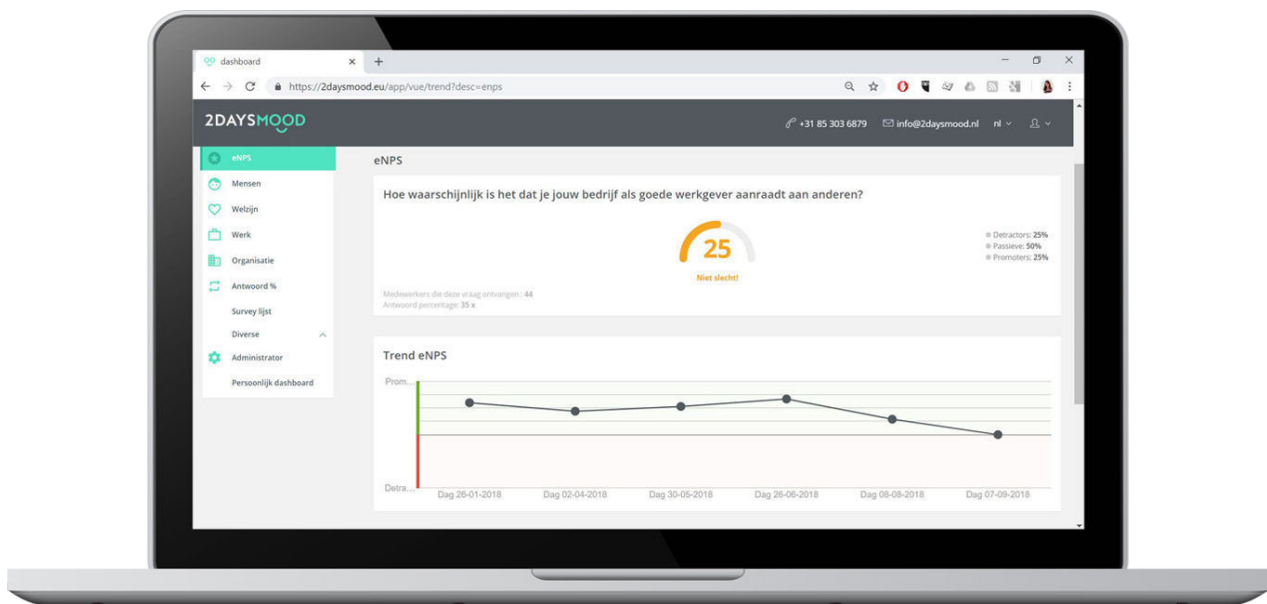 dashboard
https://2daysmood.eu/app/vue/trend?desc=enps
2DAYSMOOD
+31 85 303 6879 info@2daysmood.nl nl
eNPS
Mensen
Welzijn
Werk
Organisatie
Antwoord %
Survey lijst
Diverse
Administrator
Persoonlijk dashboard
eNPS
Hoe waarschijnlijk is het dat je jouw bedrijf als goede werkgever aanraadt aan anderen?
25
Niet slecht!
Detractors: 25%
Passieve: 50%
Promoters: 25%
Medewerkers die deze vraag ontvangen : 44
Antwoord percentage: 35 x
Trend eNPS
Prom...
Detra...
Dag 26-01-2018 Dag 02-04-2018 Dag 30-05-2018 Dag 26-06-2018 Dag 08-08-2018 Dag 07-09-2018